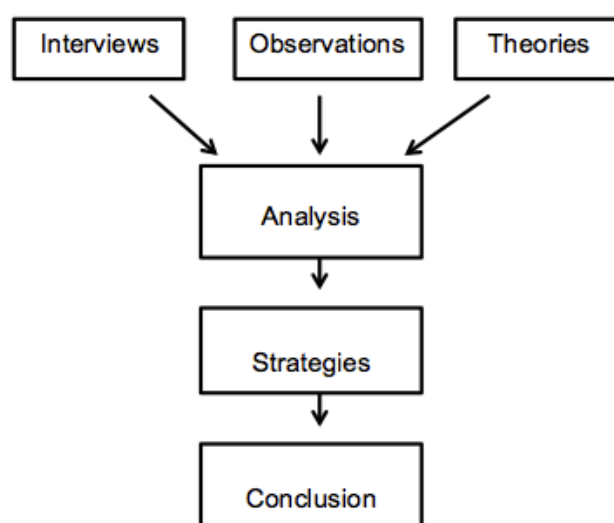 Interviews
Observations
Theories
Analysis
Strategies
Conclusion